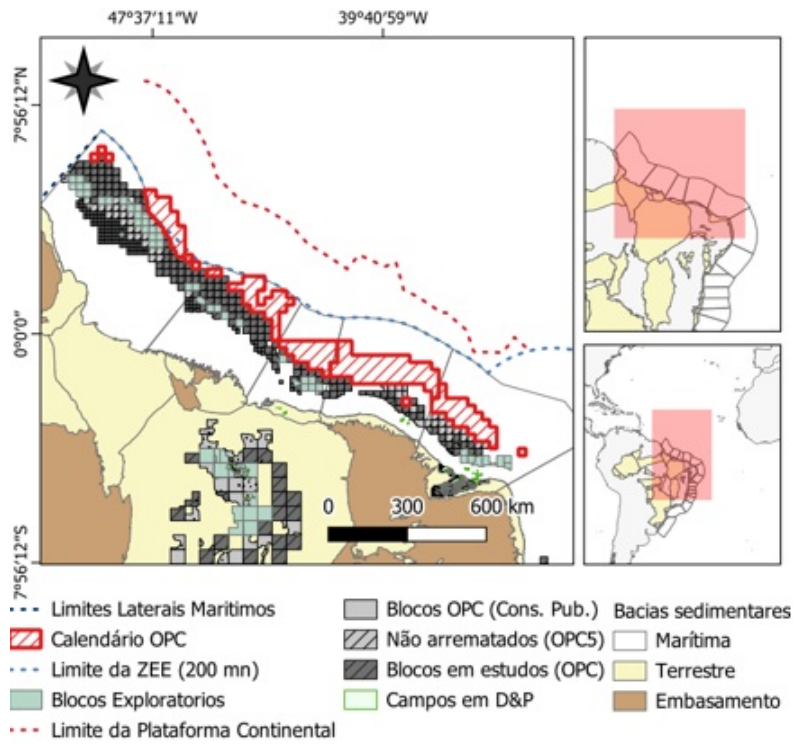 47°37′11″W
39°40′59″W
7°56′12″N
0°0′0″
7°56′12″S
0 300 600 km
Limites Laterais Maritimos
Calendário OPC
Limite da ZEE (200 mn)
Blocos Exploratorios
Limite da Plataforma Continental
Blocos OPC (Cons. Pub.)
Não arrematados (OPC5)
Blocos em estudos (OPC)
Campos em D&P
Bacias sedimentares
Marítima
Terrestre
Embasamento